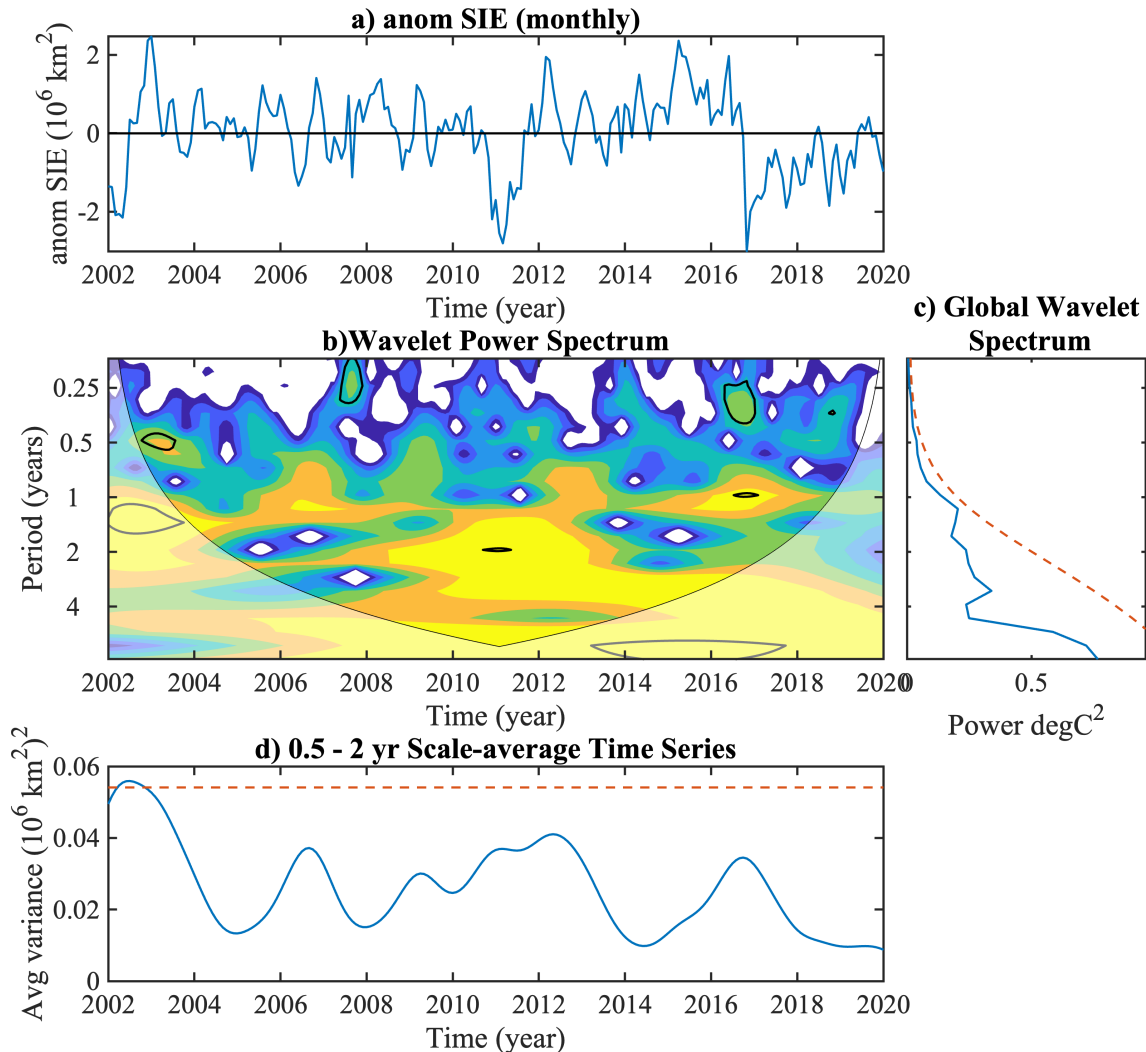 a) anom SIE (monthly)
anom SIE (10^6 km^2)
2
0
-2
2002 2004 2006 2008 2010 2012 2014 2016 2018 2020
Time (year)
b)Wavelet Power Spectrum
Period (years)
0.25
0.5
1
2
4
2002 2004 2006 2008 2010 2012 2014 2016 2018 2020
Time (year)
c) Global Wavelet
Spectrum
0 0.5
Power degC^2
d) 0.5 - 2 yr Scale-average Time Series
Avg variance (10^6 km^2)^2
0.06
0.04
0.02
0
2002 2004 2006 2008 2010 2012 2014 2016 2018 2020
Time (year)